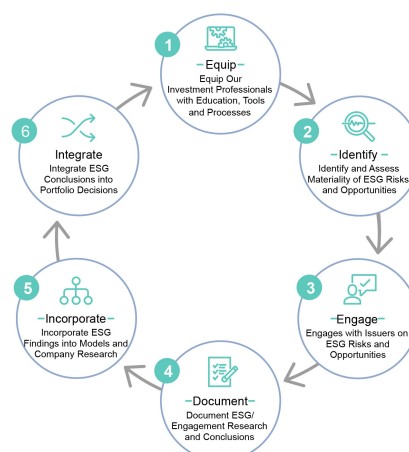 1
Equip
Equip Our
Investment Professionals
with Education, Tools
and Processes
2
Identify
Identify and Assess
Materiality of ESG Risks
and Opportunities
3
Engage
Engages with Issuers on
ESG Risks and
Opportunities
4
Document
Document ESG/
Engagement Research
and Conclusions
5
Incorporate
Incorporate ESG
Findings into Models and
Company Research
6
Integrate
Integrate ESG
Conclusions into
Portfolio Decisions